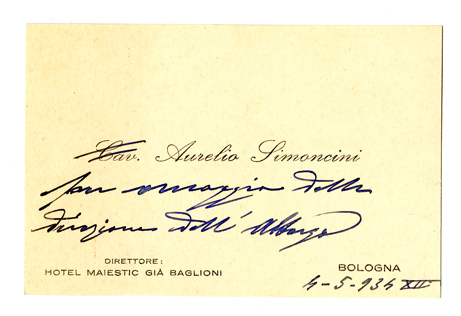 Cav. Aurelio Simoncini
per omaggio della
direzione dell' Albergo
DIRETTORE:
HOTEL MAIESTIC GIÀ BAGLIONI
BOLOGNA
4-5-934 XII